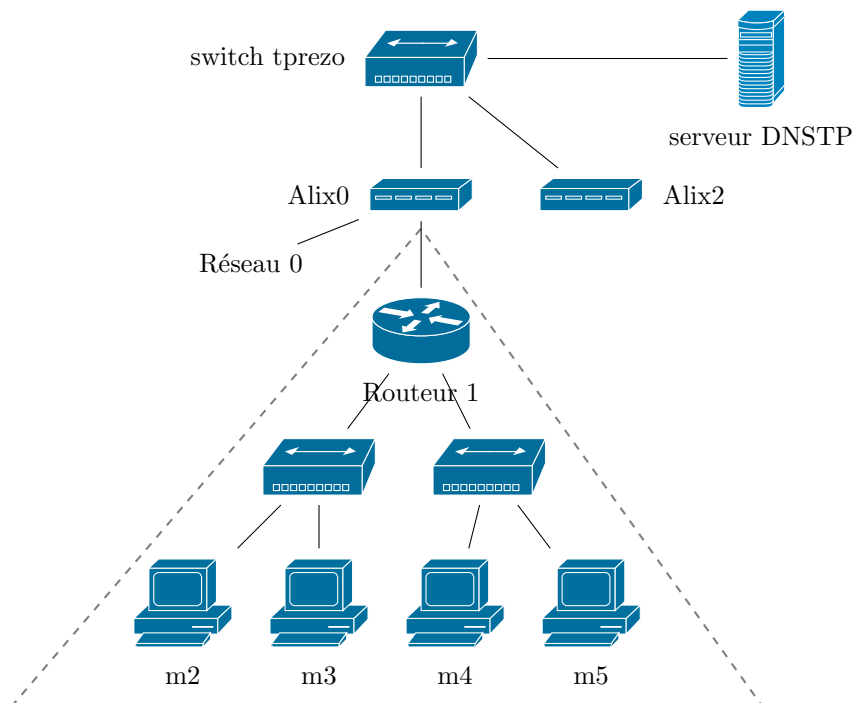 switch tprezo
serveur DNSTP
Alix0
Alix2
Réseau 0
Routeur 1
m2
m3
m4
m5